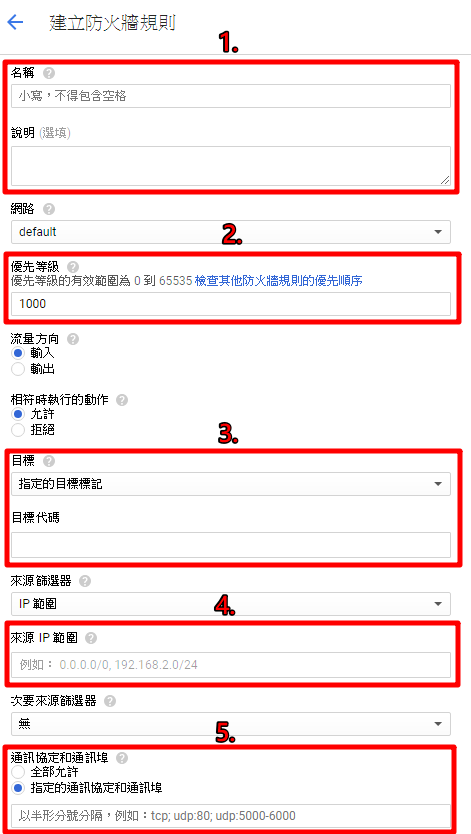 建立防火牆規則
1.
名稱
小寫，不得包含空格
說明 (選填)
網路
default
2.
優先等級
優先等級的有效範圍為 0 到 65535 檢查其他防火牆規則的優先順序
1000
流量方向
輸入
輸出
相符時執行的動作
允許
拒絕
3.
目標
指定的目標標記
目標代碼
來源篩選器
IP 範圍
4.
來源 IP 範圍
例如： 0.0.0.0/0, 192.168.2.0/24
次要來源篩選器
無
5.
通訊協定和通訊埠
全部允許
指定的通訊協定和通訊埠
以半形分號分隔，例如：tcp; udp:80; udp:5000-6000